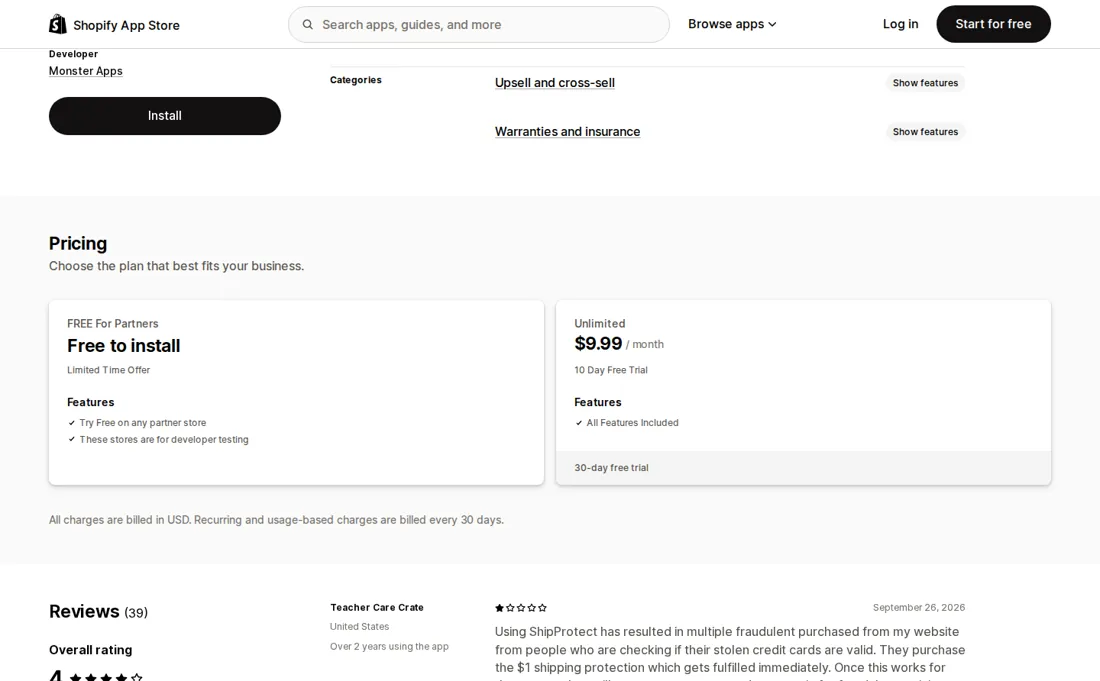 Shopify App Store
Search apps, guides, and more
Browse apps
Log in
Start for free
Developer
Monster Apps
Install
Categories
Upsell and cross-sell
Show features
Warranties and insurance
Show features
Pricing
Choose the plan that best fits your business.
FREE For Partners
Free to install
Limited Time Offer
Features
Try Free on any partner store
These stores are for developer testing
Unlimited
$9.99 / month
10 Day Free Trial
Features
All Features Included
30-day free trial
All charges are billed in USD. Recurring and usage-based charges are billed every 30 days.
Reviews (39)
Overall rating
4
Teacher Care Crate
United States
Over 2 years using the app
September 26, 2026
Using ShipProtect has resulted in multiple fraudulent purchased from my website
from people who are checking if their stolen credit cards are valid. They purchase
the $1 shipping protection which gets fulfilled immediately. Once this works for